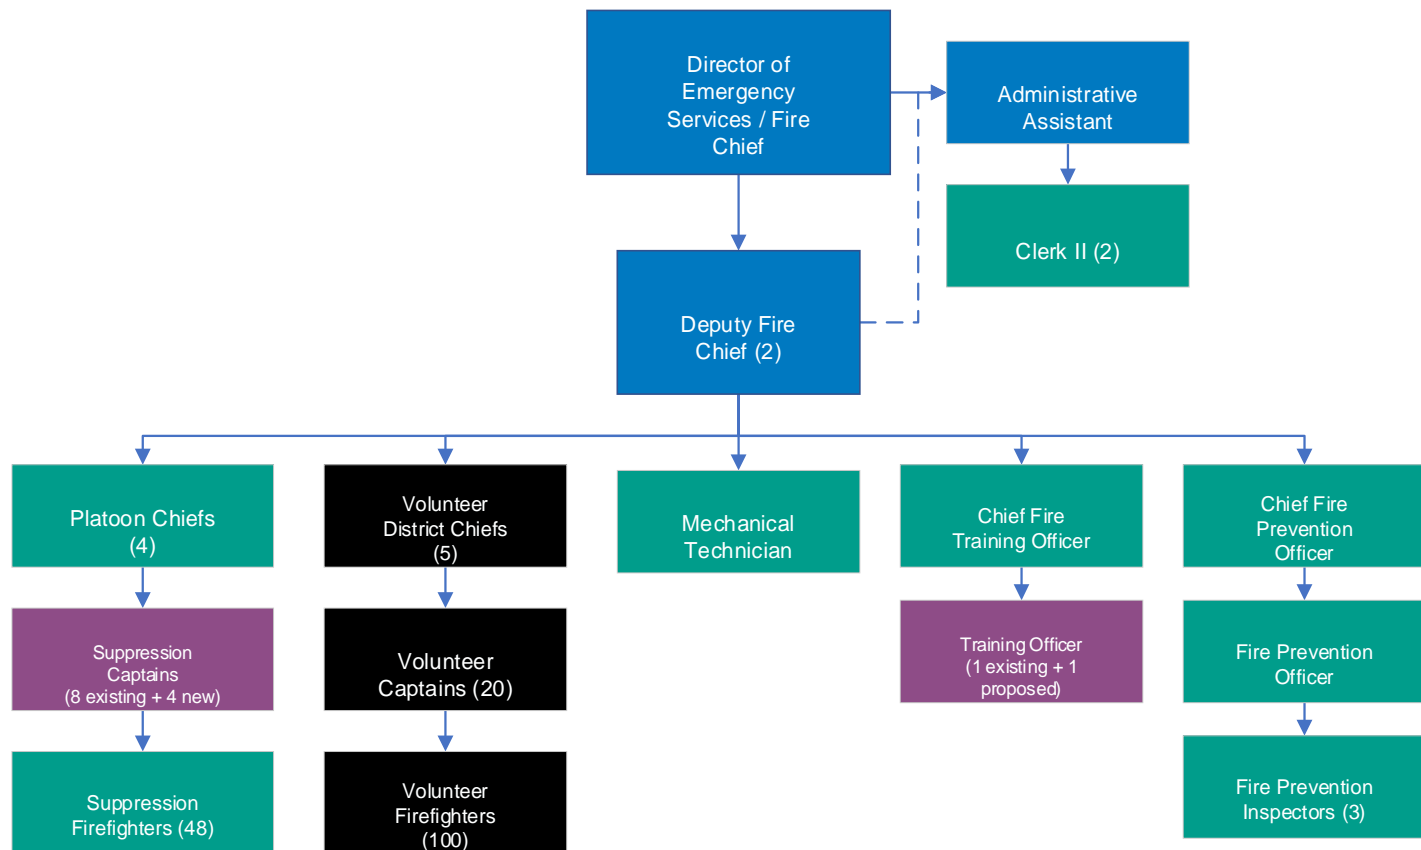 Director of
Emergency
Services / Fire
Chief
Administrative
Assistant
Clerk II (2)
Deputy Fire
Chief (2)
Platoon Chiefs
(4)
Volunteer
District Chiefs
(5)
Mechanical
Technician
Chief Fire
Training Officer
Chief Fire
Prevention
Officer
Suppression
Captains
(8 existing + 4 new)
Volunteer
Captains (20)
Training Officer
(1 existing + 1
proposed)
Fire Prevention
Officer
Suppression
Firefighters (48)
Volunteer
Firefighters
(100)
Fire Prevention
Inspectors (3)